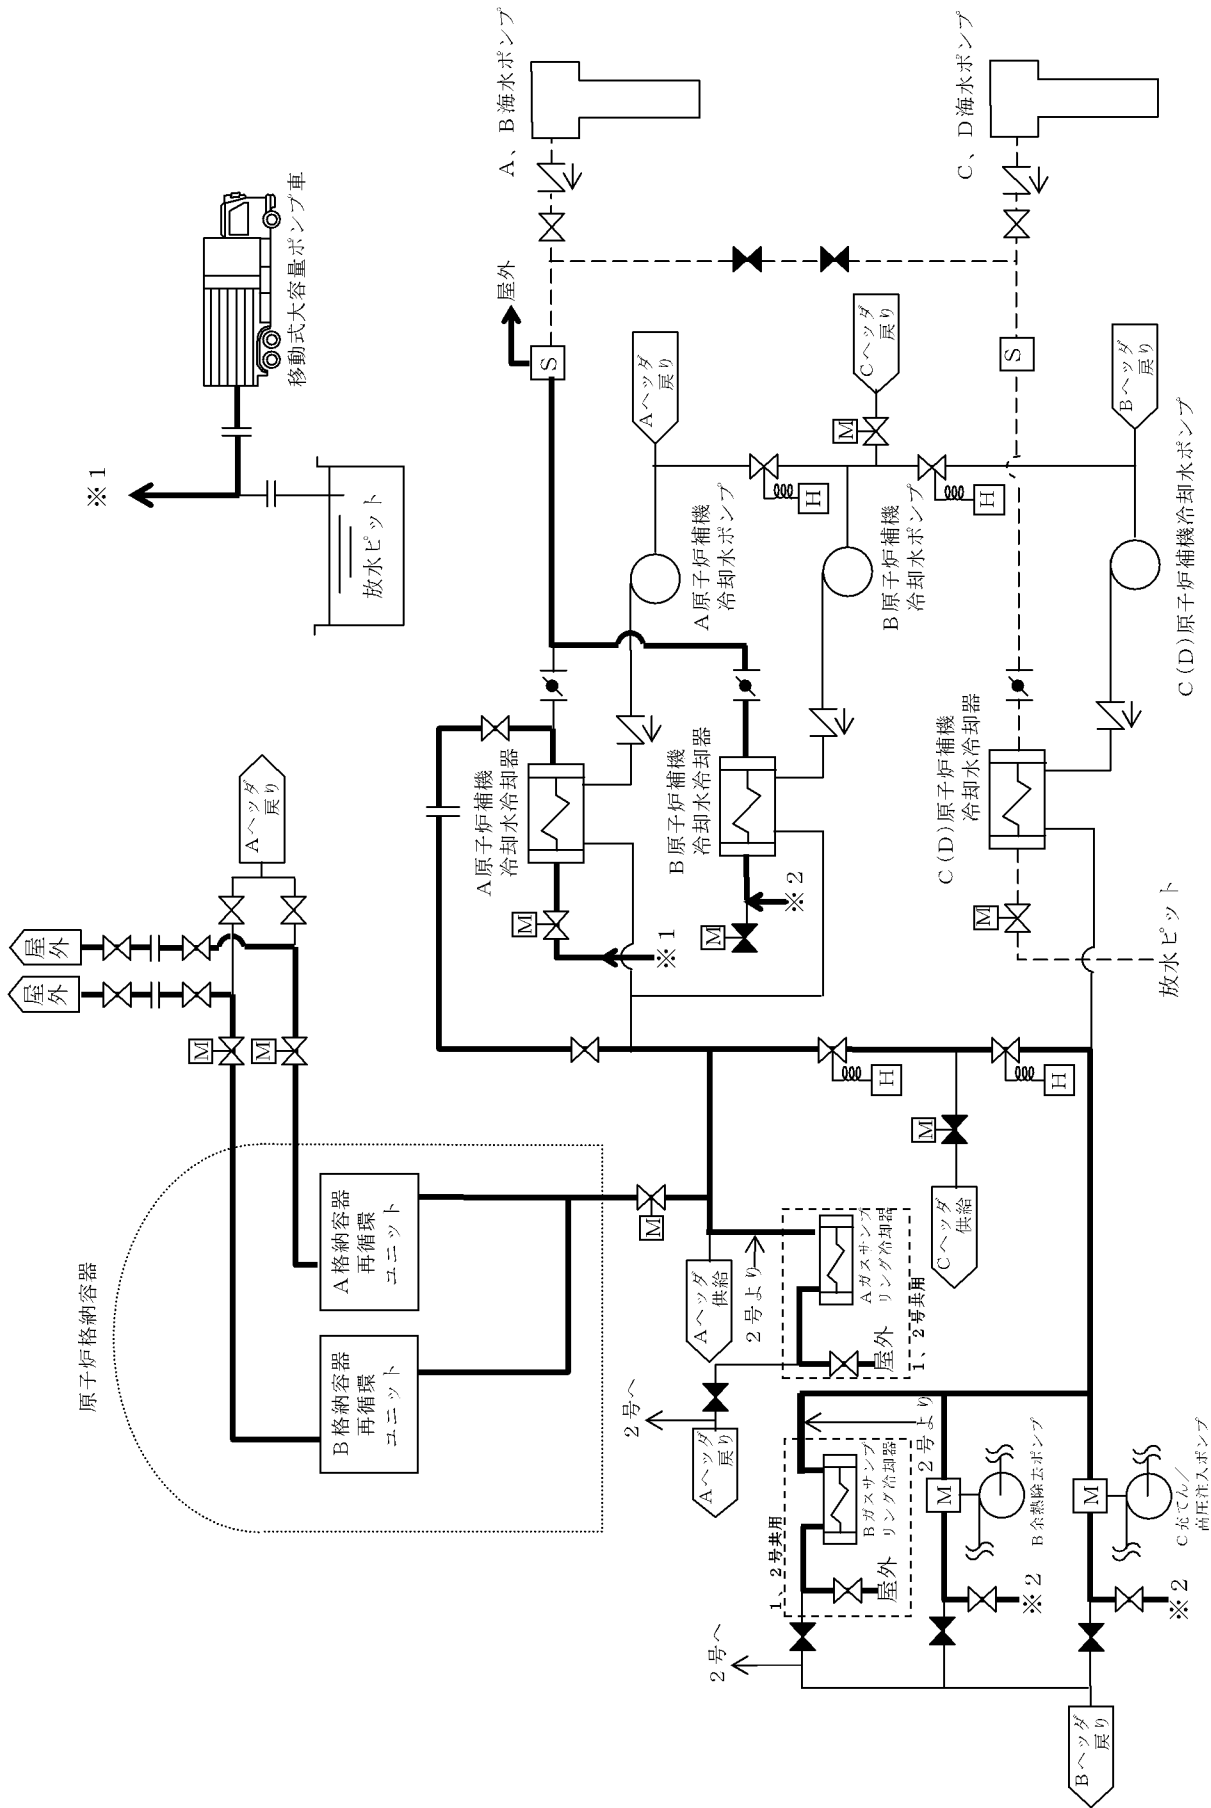 原子炉格納容器
B格納容器
再循環
ユニット
A格納容器
再循環
ユニット
屋外
屋外
M
M
Aヘッダ
戻り
※1
放水ピット
移動式大容量ポンプ車
2号へ
Aヘッダ
戻り
Aヘッダ
供給
2号より
M
Aガスサンプ
リング冷却器
屋外
1、2号共用
A原子炉補機
冷却水冷却器
M
※1
B原子炉補機
冷却水冷却器
M
※2
屋外
S
A、B海水ポンプ
Aヘッダ
戻り
A原子炉補機
冷却水ポンプ
H
M
Cヘッダ
戻り
B原子炉補機
冷却水ポンプ
H
2号へ
1、2号共用
Bガスサンプ
リング冷却器
屋外
2号より
M
B余熱除去ポンプ
※2
M
C充てん/
高圧注入ポンプ
※2
Bヘッダ
戻り
H
M
Cヘッダ
供給
H
C(D)原子炉補機
冷却水冷却器
M
放水ピット
S
C、D海水ポンプ
Bヘッダ
戻り
C(D)原子炉補機冷却水ポンプ